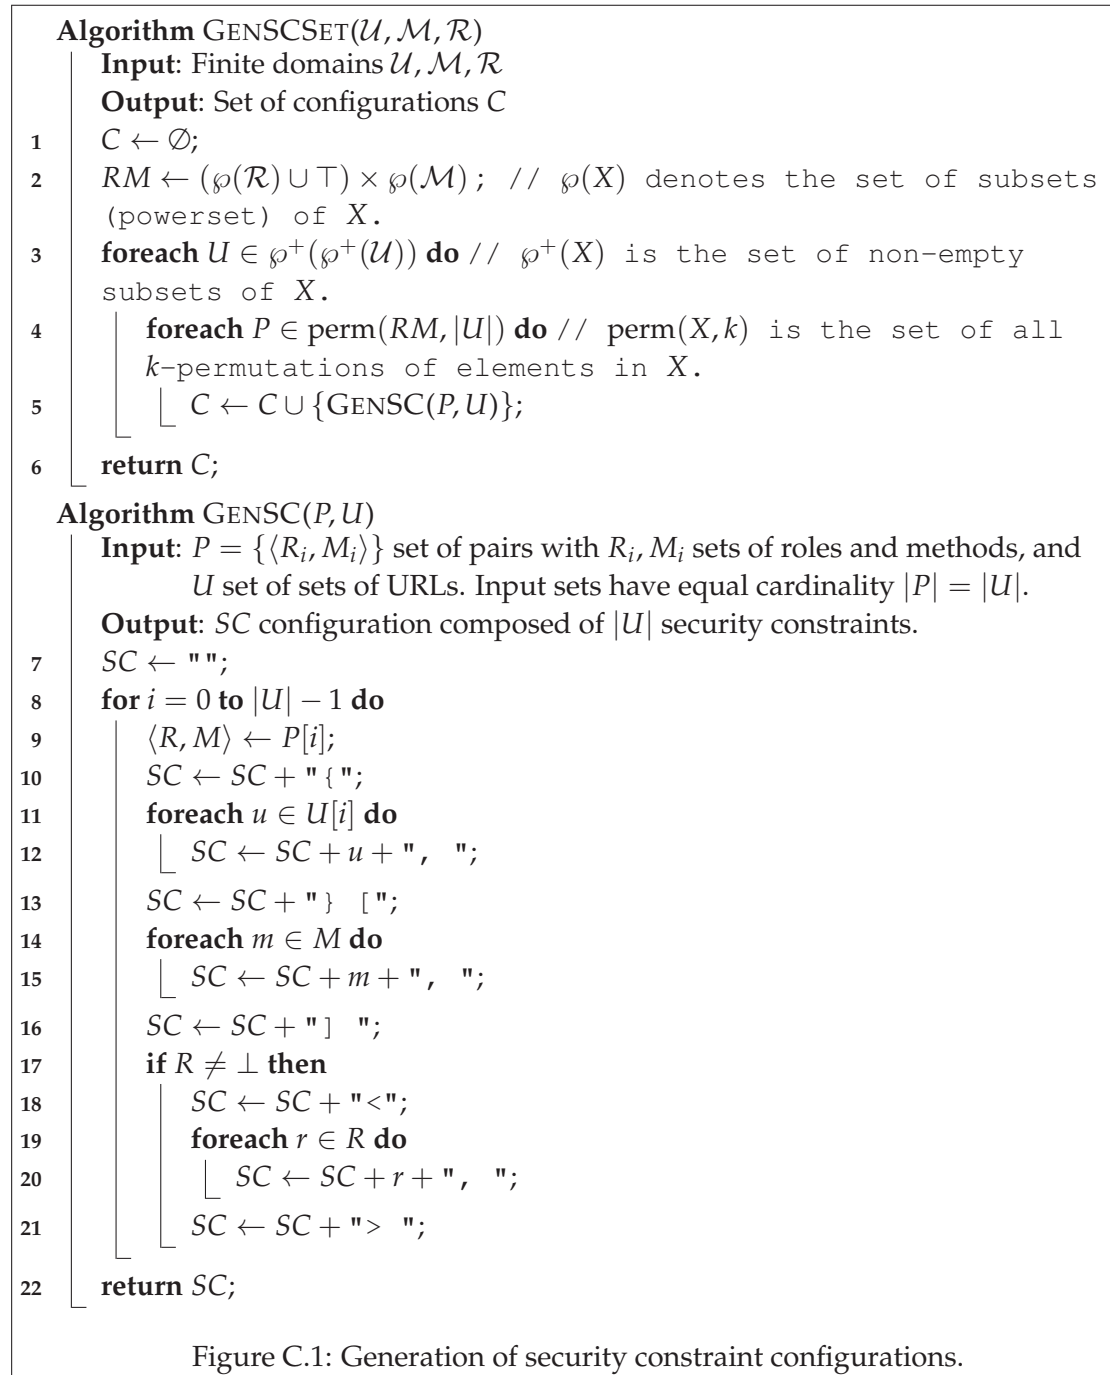 Algorithm GENSCSET(𝒰, ℳ, ℛ)
Input: Finite domains 𝒰, ℳ, ℛ
Output: Set of configurations C
1 C ← ∅;
2 RM ← (℘(ℛ) ∪ ⊤) × ℘(ℳ) ; // ℘(X) denotes the set of subsets
(powerset) of X.
3 foreach U ∈ ℘⁺(℘⁺(𝒰)) do // ℘⁺(X) is the set of non-empty
subsets of X.
4 foreach P ∈ perm(RM, |U|) do // perm(X, k) is the set of all
k-permutations of elements in X.
5 C ← C ∪ {GENSC(P, U)};
6 return C;
Algorithm GENSC(P, U)
Input: P = {⟨Rᵢ, Mᵢ⟩} set of pairs with Rᵢ, Mᵢ sets of roles and methods, and
U set of sets of URLs. Input sets have equal cardinality |P| = |U|.
Output: SC configuration composed of |U| security constraints.
7 SC ← "";
8 for i = 0 to |U| − 1 do
9 ⟨R, M⟩ ← P[i];
10 SC ← SC + "{";
11 foreach u ∈ U[i] do
12 SC ← SC + u + ", ";
13 SC ← SC + "} [";
14 foreach m ∈ M do
15 SC ← SC + m + ", ";
16 SC ← SC + "] ";
17 if R ≠ ⊥ then
18 SC ← SC + "<";
19 foreach r ∈ R do
20 SC ← SC + r + ", ";
21 SC ← SC + "> ";
22 return SC;
Figure C.1: Generation of security constraint configurations.